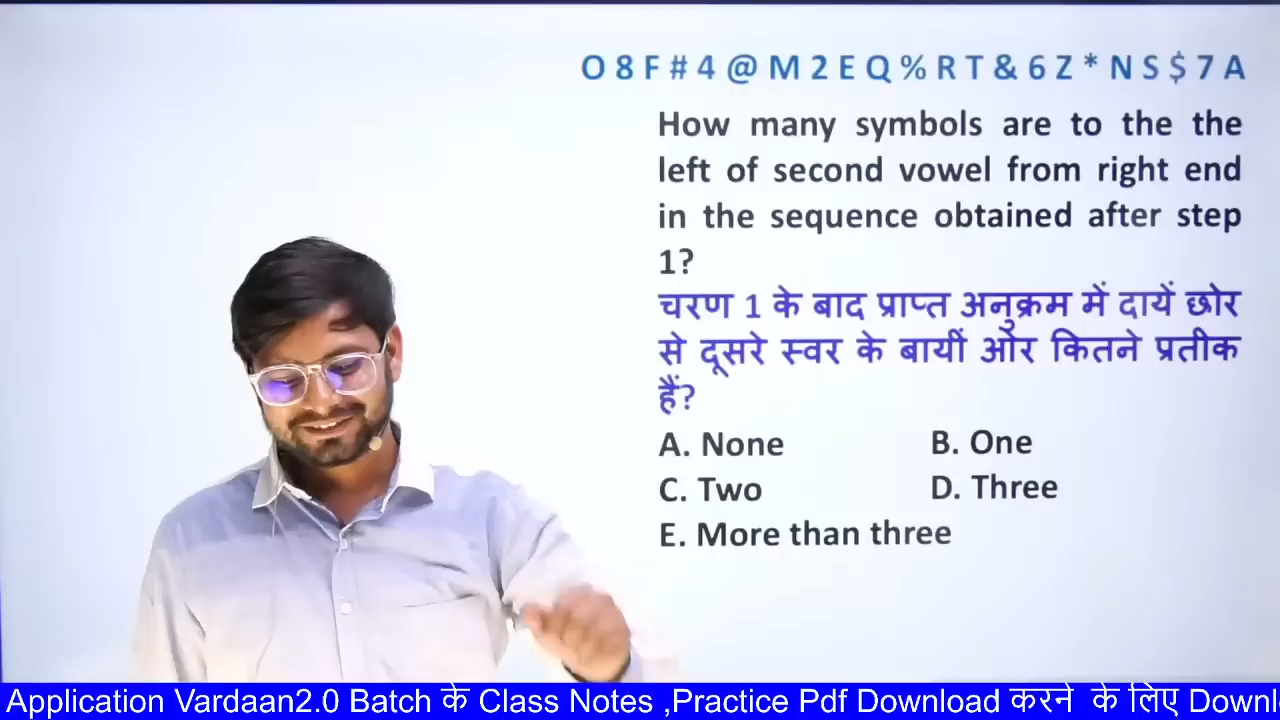 O 8 F # 4 @ M 2 E Q % R T & 6 Z * N S $ 7 A
How many symbols are to the the
left of second vowel from right end
in the sequence obtained after step
1?
चरण 1 के बाद प्राप्त अनुक्रम में दायें छोर
से दूसरे स्वर के बायीं ओर कितने प्रतीक
हैं?
A. None B. One
C. Two D. Three
E. More than three
Application Vardaan2.0 Batch के Class Notes ,Practice Pdf Download करने के लिए Downl